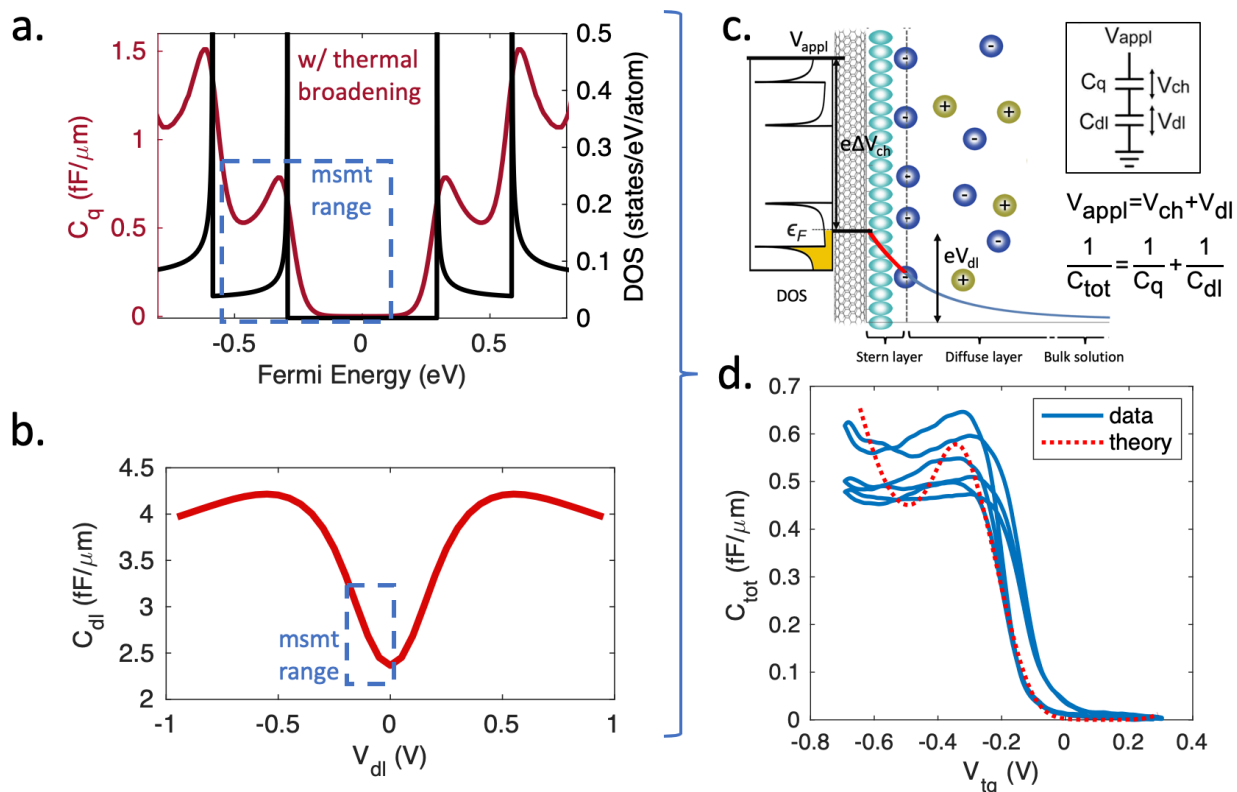 a.
w/ thermal
broadening
msmt
range
C_q (fF/μm)
1.5
1
0.5
0
DOS (states/eV/atom)
0.5
0.4
0.3
0.2
0.1
0
-0.5
0
0.5
Fermi Energy (eV)
b.
C_dl (fF/μm)
4.5
4
3.5
3
2.5
2
msmt
range
-1
-0.5
0
0.5
1
V_dl (V)
c.
V_appl
eΔV_ch
ϵ_F
eV_dl
DOS
Stern layer
Diffuse layer
Bulk solution
V_appl
C_q
V_ch
C_dl
V_dl
V_appl=V_ch+V_dl
1/C_tot = 1/C_q + 1/C_dl
d.
C_tot (fF/μm)
0.7
0.6
0.5
0.4
0.3
0.2
0.1
0
data
theory
-0.8
-0.6
-0.4
-0.2
0
0.2
0.4
V_tg (V)